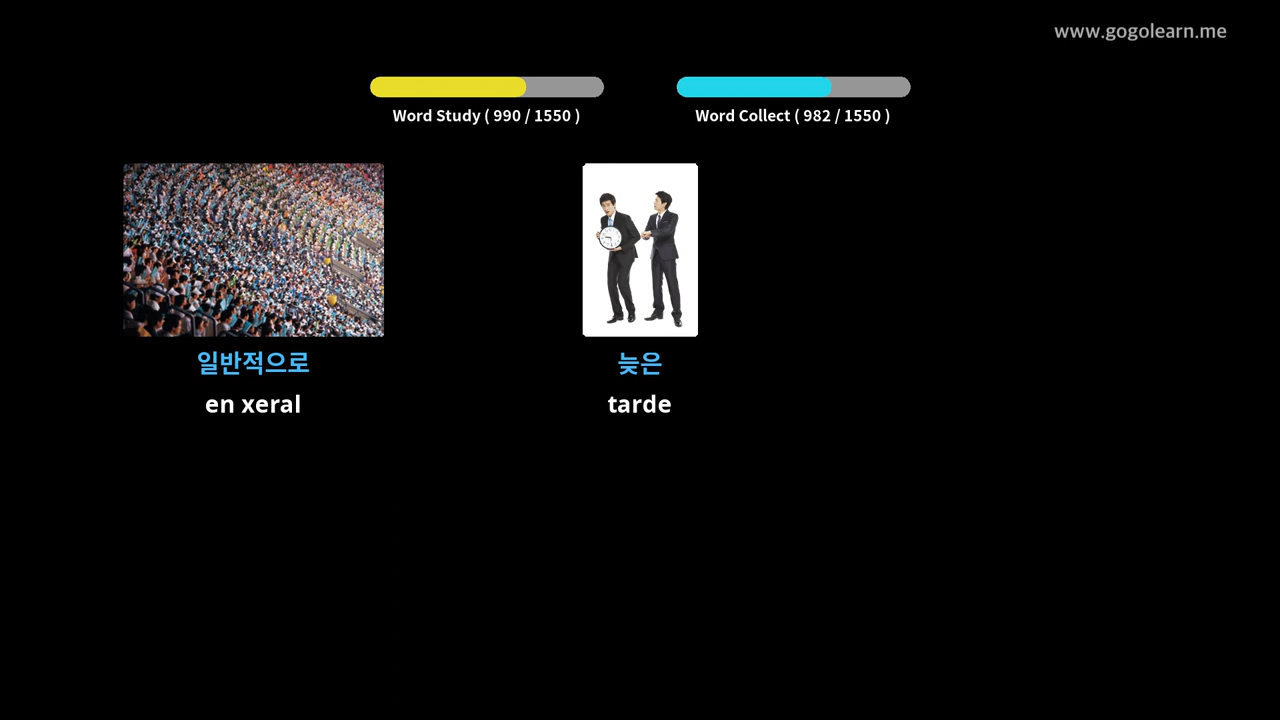 www.gogolearn.me
Word Study ( 990 / 1550 )
Word Collect ( 982 / 1550 )
일반적으로
en xeral
늦은
tarde